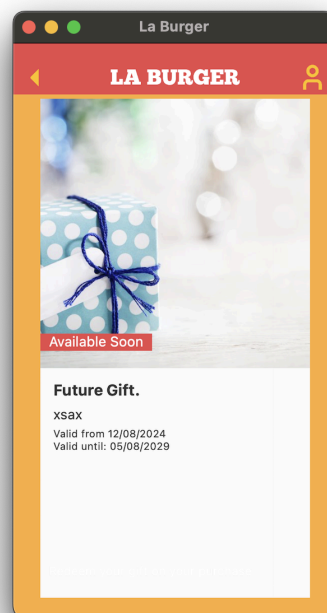 La Burger
LA BURGER
Available Soon
Future Gift.
xsax
Valid from 12/08/2024
Valid until: 05/08/2029